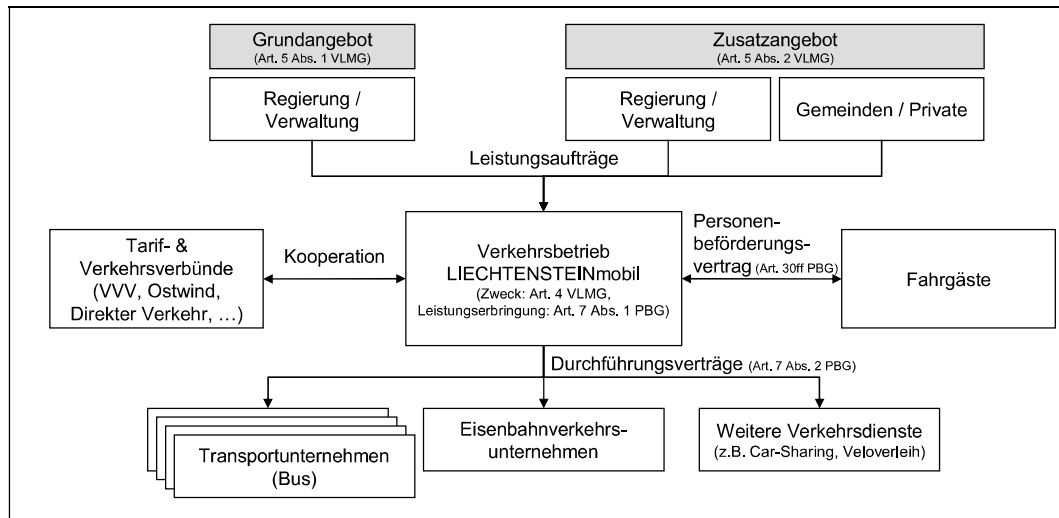 Grundangebot
(Art. 5 Abs. 1 VLMG)
Zusatzangebot
(Art. 5 Abs. 2 VLMG)
Regierung /
Verwaltung
Regierung /
Verwaltung
Gemeinden / Private
Leistungsaufträge
Tarif- &
Verkehrsverbünde
(VVV, Ostwind,
Direkter Verkehr, …)
Kooperation
Verkehrsbetrieb
LIECHTENSTEINmobil
(Zweck: Art. 4 VLMG,
Leistungserbringung: Art. 7 Abs. 1 PBG)
Personen-
beförderungs-
vertrag (Art. 30ff PBG)
Fahrgäste
Durchführungsverträge (Art. 7 Abs. 2 PBG)
Transportunternehmen
(Bus)
Eisenbahnverkehrs-
unternehmen
Weitere Verkehrsdienste
(z.B. Car-Sharing, Veloverleih)